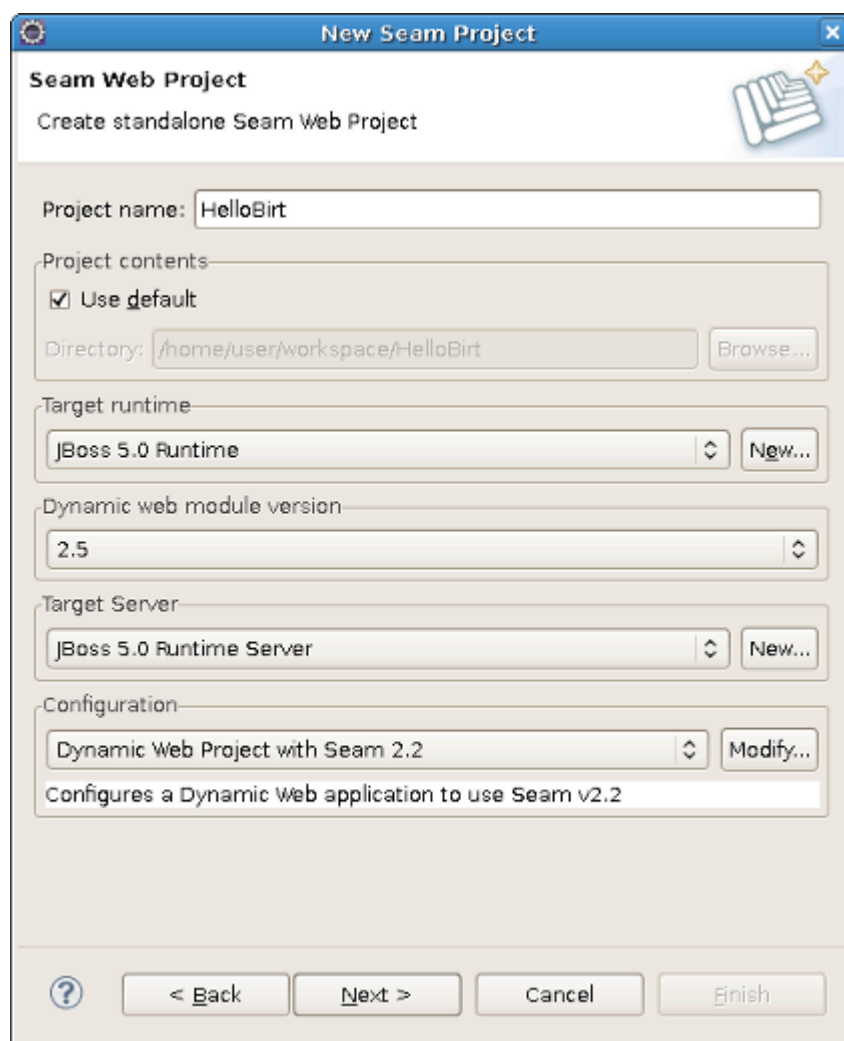 New Seam Project
Seam Web Project
Create standalone Seam Web Project
Project name: HelloBirt
Project contents
Use default
Directory: /home/user/workspace/HelloBirt Browse...
Target runtime
JBoss 5.0 Runtime New...
Dynamic web module version
2.5
Target Server
JBoss 5.0 Runtime Server New...
Configuration
Dynamic Web Project with Seam 2.2 Modify...
Configures a Dynamic Web application to use Seam v2.2
? < Back Next > Cancel Finish